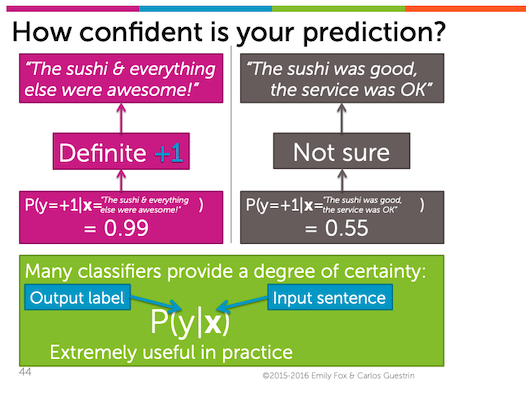 How confident is your prediction?
“The sushi & everything
else were awesome!”
Definite +1
P(y=+1|x=“The sushi & everything
else were awesome!” )
= 0.99
“The sushi was good,
the service was OK”
Not sure
P(y=+1|x=“The sushi was good,
the service was OK” )
= 0.55
Many classifiers provide a degree of certainty:
Output label
Input sentence
P(y|x)
Extremely useful in practice
44
©2015-2016 Emily Fox & Carlos Guestrin